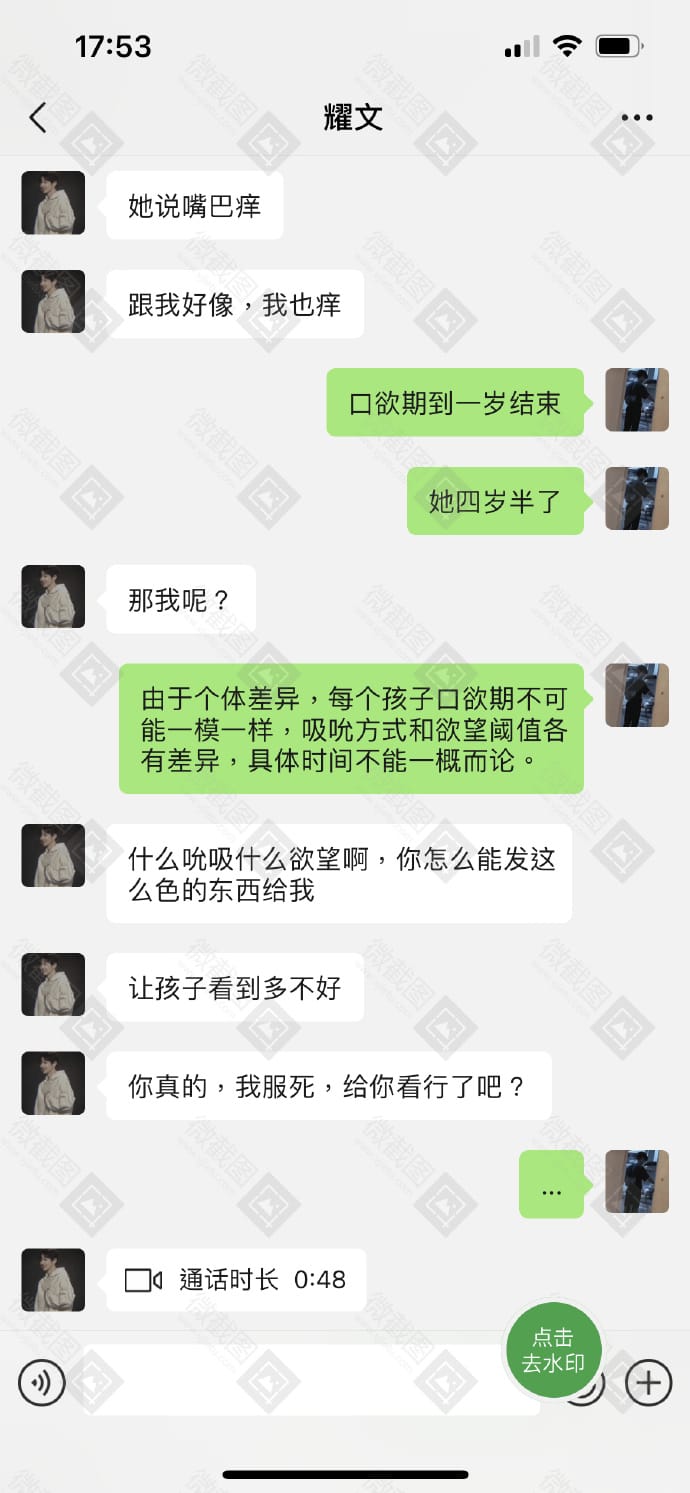 17:53
耀文
她说嘴巴痒
跟我好像，我也痒
口欲期到一岁结束
她四岁半了
那我呢？
由于个体差异，每个孩子口欲期不可
能一模一样，吸吮方式和欲望阈值各
有差异，具体时间不能一概而论。
什么吮吸什么欲望啊，你怎么能发这
么色的东西给我
让孩子看到多不好
你真的，我服死，给你看行了吧？
...
通话时长 0:48
点击
去水印
微截图